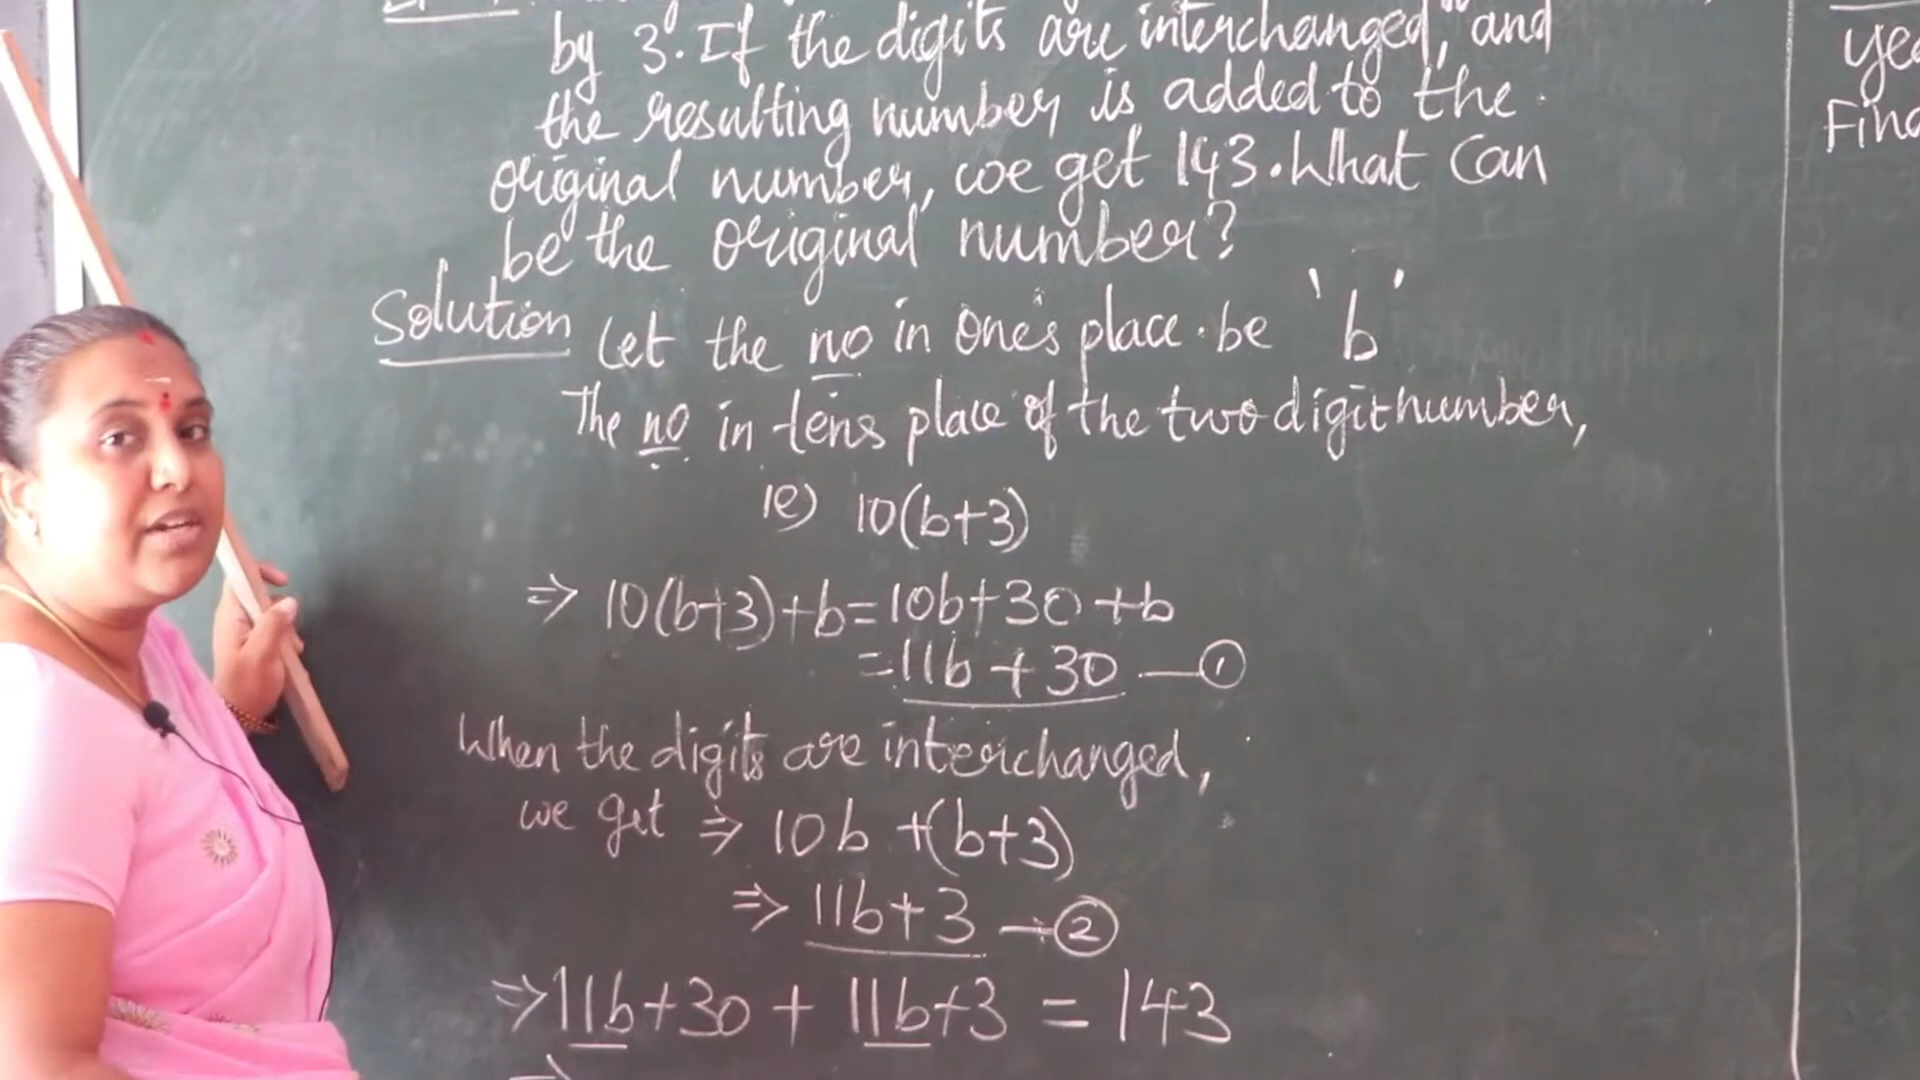 by 3. If the digits are interchanged, and
the resulting number is added to the
original number, we get 143. What can
be the original number?
Solution Let the no in one's place be 'b'
The no in tens place of the two digit number,
ie) 10(b+3)
⇒ 10(b+3)+b=10b+30+b
=11b+30 — ①
When the digits are interchanged,
we get ⇒ 10b+(b+3)
⇒ 11b+3 — ②
⇒ 11b+30 + 11b+3 = 143
⇒
Find